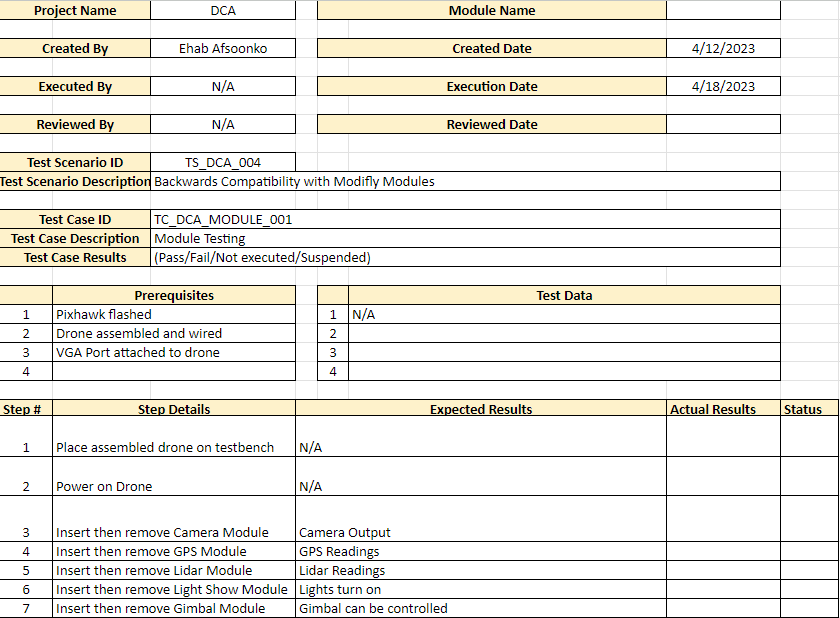 Project Name DCA Module Name
Created By Ehab Afsoonko Created Date 4/12/2023
Executed By N/A Execution Date 4/18/2023
Reviewed By N/A Reviewed Date
Test Scenario ID TS_DCA_004
Test Scenario Description Backwards Compatibility with Modifly Modules
Test Case ID TC_DCA_MODULE_001
Test Case Description Module Testing
Test Case Results (Pass/Fail/Not executed/Suspended)
Prerequisites Test Data
1 Pixhawk flashed 1 N/A
2 Drone assembled and wired 2
3 VGA Port attached to drone 3
4 4
Step # Step Details Expected Results Actual Results Status
1 Place assembled drone on testbench N/A
2 Power on Drone N/A
3 Insert then remove Camera Module Camera Output
4 Insert then remove GPS Module GPS Readings
5 Insert then remove Lidar Module Lidar Readings
6 Insert then remove Light Show Module Lights turn on
7 Insert then remove Gimbal Module Gimbal can be controlled